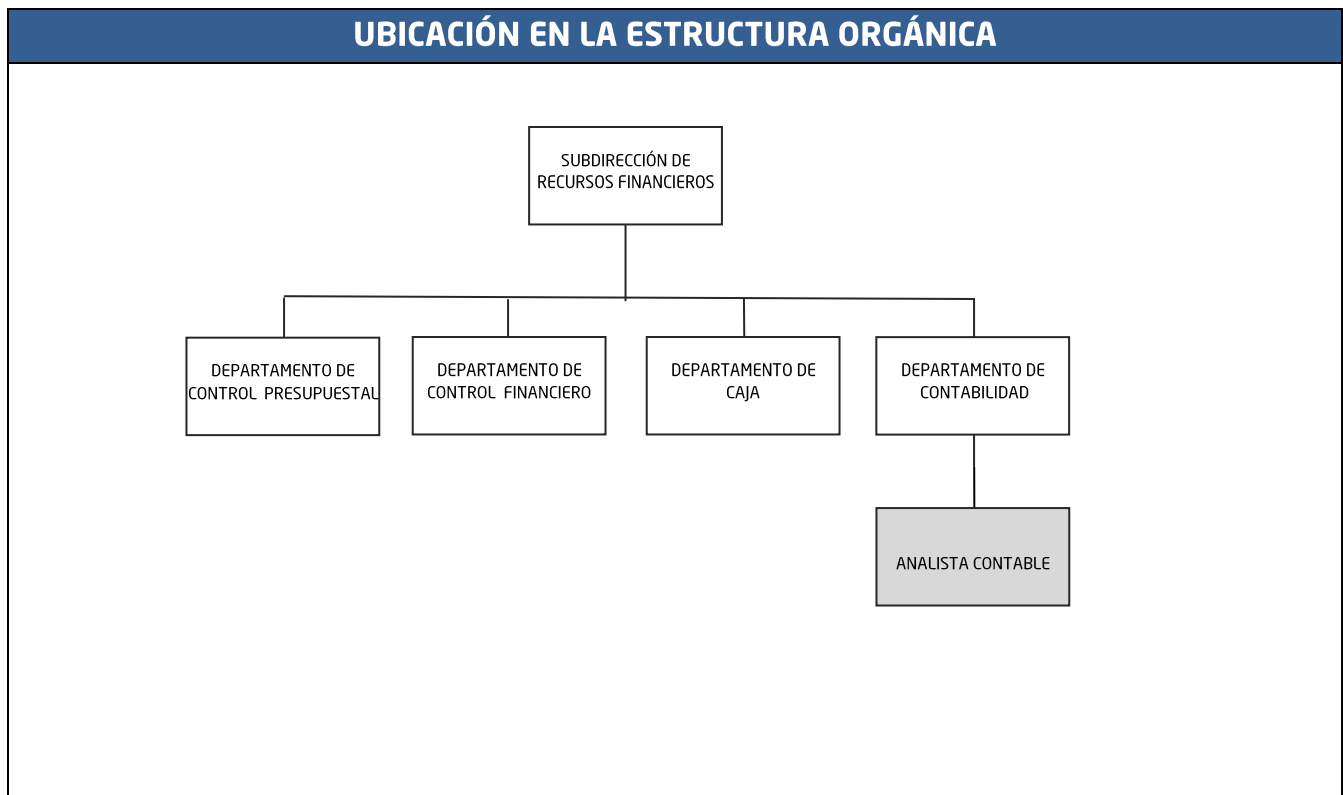 UBICACIÓN EN LA ESTRUCTURA ORGÁNICA
SUBDIRECCIÓN DE
RECURSOS FINANCIEROS
DEPARTAMENTO DE
CONTROL PRESUPUESTAL
DEPARTAMENTO DE
CONTROL FINANCIERO
DEPARTAMENTO DE
CAJA
DEPARTAMENTO DE
CONTABILIDAD
ANALISTA CONTABLE